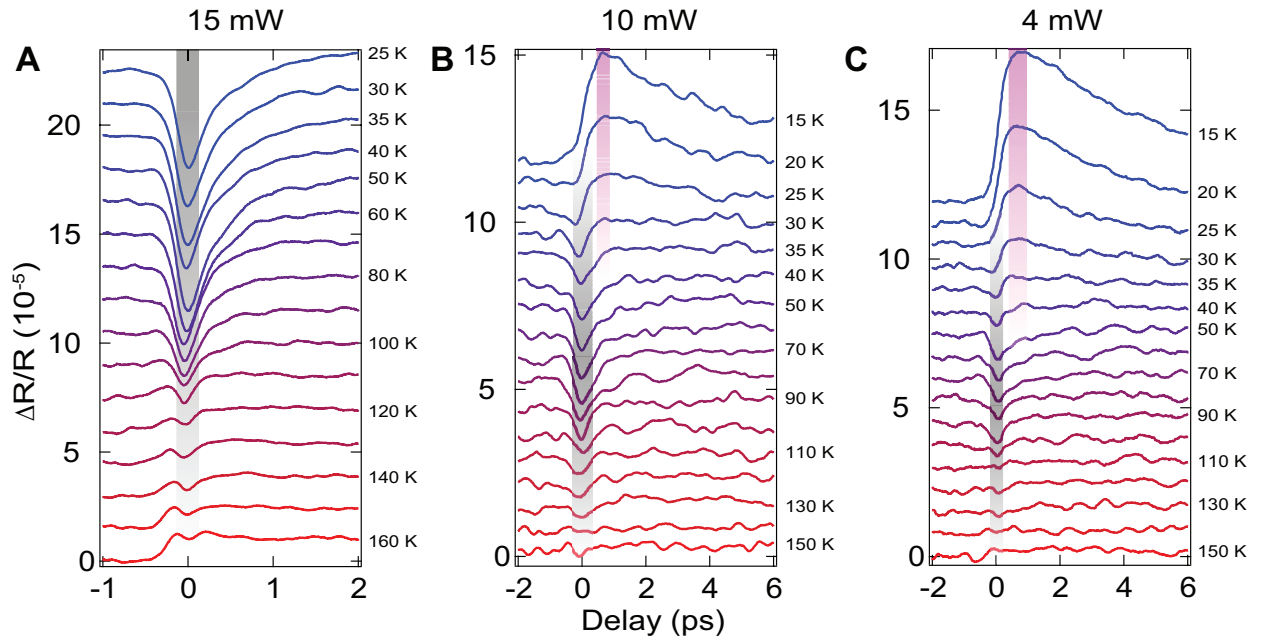 15 mW
10 mW
4 mW
A
B
C
ΔR/R (10⁻⁵)
20
15
10
5
0
-1
0
1
2
25 K
30 K
35 K
40 K
50 K
60 K
80 K
100 K
120 K
140 K
160 K
15
10
5
0
-2
0
2
4
6
15 K
20 K
25 K
30 K
35 K
40 K
50 K
70 K
90 K
110 K
130 K
150 K
Delay (ps)
15
10
5
0
-2
0
2
4
6
15 K
20 K
25 K
30 K
35 K
40 K
50 K
70 K
90 K
110 K
130 K
150 K